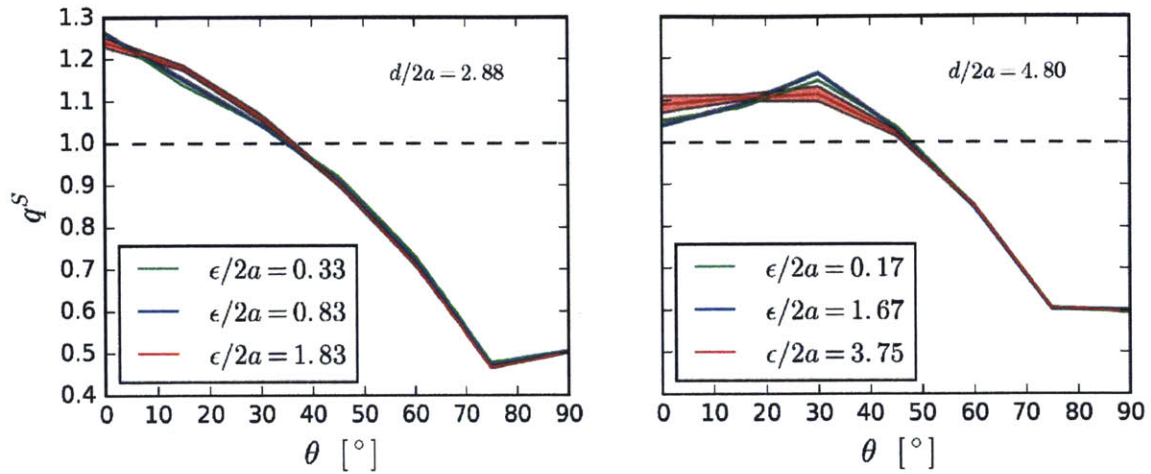 1.3
1.2
1.1
1.0
0.9
0.8
0.7
0.6
0.5
0.4
q^S
d/2a = 2.88
ϵ/2a = 0.33
ϵ/2a = 0.83
ϵ/2a = 1.83
0 10 20 30 40 50 60 70 80 90
θ [°]
d/2a = 4.80
ϵ/2a = 0.17
ϵ/2a = 1.67
ϵ/2a = 3.75
0 10 20 30 40 50 60 70 80 90
θ [°]